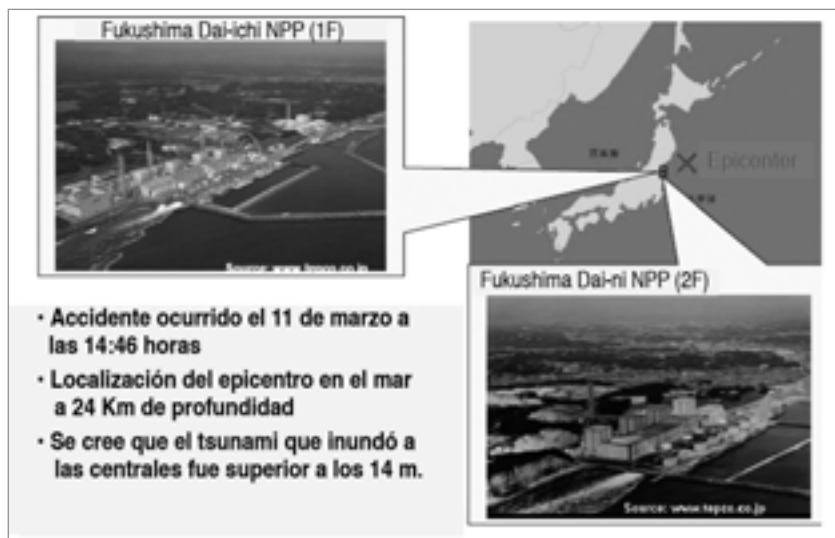 Fukushima Dai-ichi NPP (1F)
Source: www.tepco.co.jp
Epicenter
Fukushima Dai-ni NPP (2F)
Source: www.tepco.co.jp
• Accidente ocurrido el 11 de marzo a
las 14:46 horas
• Localización del epicentro en el mar
a 24 Km de profundidad
• Se cree que el tsunami que inundó a
las centrales fue superior a los 14 m.